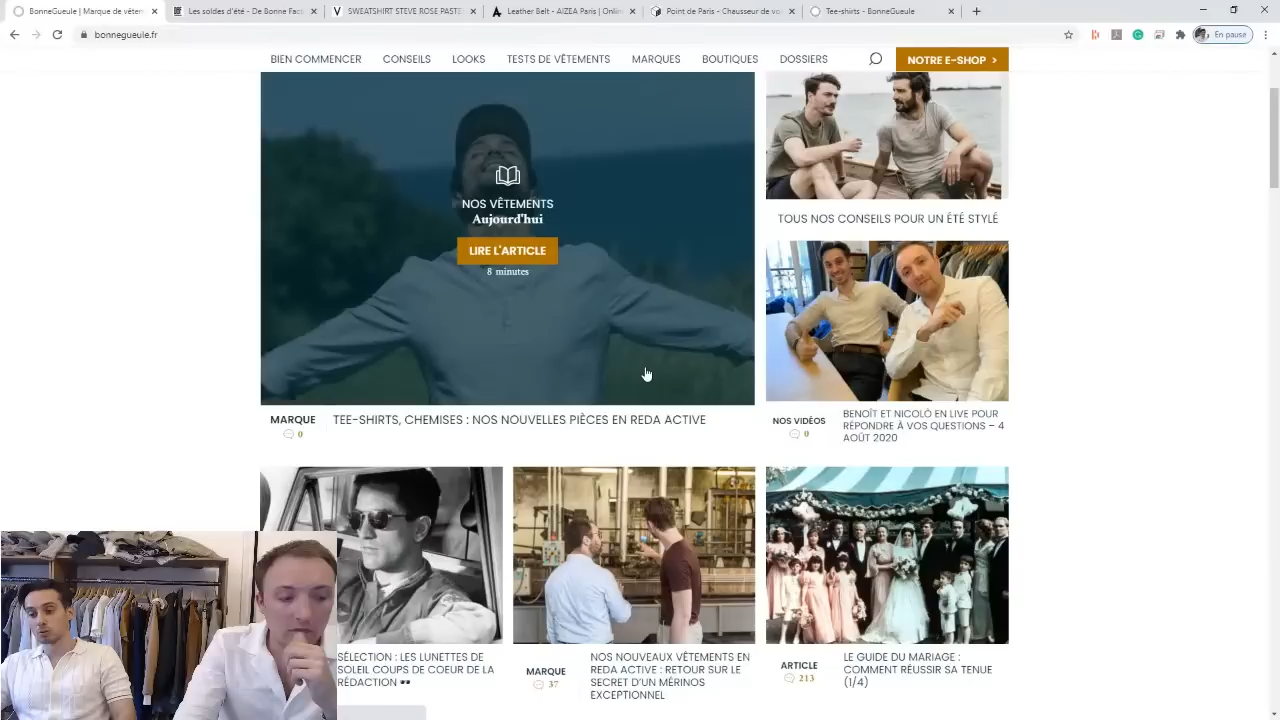 BonneGueule | Marque de vêtem
Les soldes d'été - De Bonne Fac
SWEATSHIRT STEVE ROSE PASTE
Leather Belt - AIZEA Paris | Onlin
Point de Paris - Chausseur de vo
Tee-shirts - BonneGueule
bonnegueule.fr
En pause
BIEN COMMENCER
CONSEILS
LOOKS
TESTS DE VÊTEMENTS
MARQUES
BOUTIQUES
DOSSIERS
NOTRE E-SHOP >
NOS VÊTEMENTS
Aujourd'hui
LIRE L'ARTICLE
8 minutes
TOUS NOS CONSEILS POUR UN ÉTÉ STYLÉ
MARQUE
0
TEE-SHIRTS, CHEMISES : NOS NOUVELLES PIÈCES EN REDA ACTIVE
NOS VIDÉOS
0
BENOÎT ET NICOLÒ EN LIVE POUR
RÉPONDRE À VOS QUESTIONS – 4
AOÛT 2020
SÉLECTION : LES LUNETTES DE
SOLEIL COUPS DE COEUR DE LA
RÉDACTION 🕶
MARQUE
37
NOS NOUVEAUX VÊTEMENTS EN
REDA ACTIVE : RETOUR SUR LE
SECRET D'UN MÉRINOS
EXCEPTIONNEL
ARTICLE
213
LE GUIDE DU MARIAGE :
COMMENT RÉUSSIR SA TENUE
(1/4)